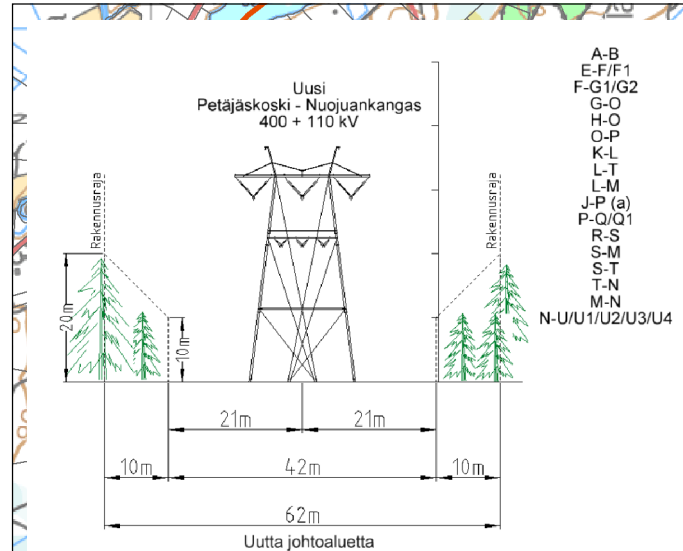 Uusi
Petäjäskoski - Nuojuankangas
400 + 110 kV
A-B
E-F/F1
F-G1/G2
G-O
H-O
O-P
K-L
L-T
L-M
J-P (a)
P-Q/Q1
R-S
S-M
S-T
T-N
M-N
N-U/U1/U2/U3/U4
Rakennusraja
Rakennusraja
20m
10m
21m
21m
10m
42m
10m
62m
Uutta johtoaluetta